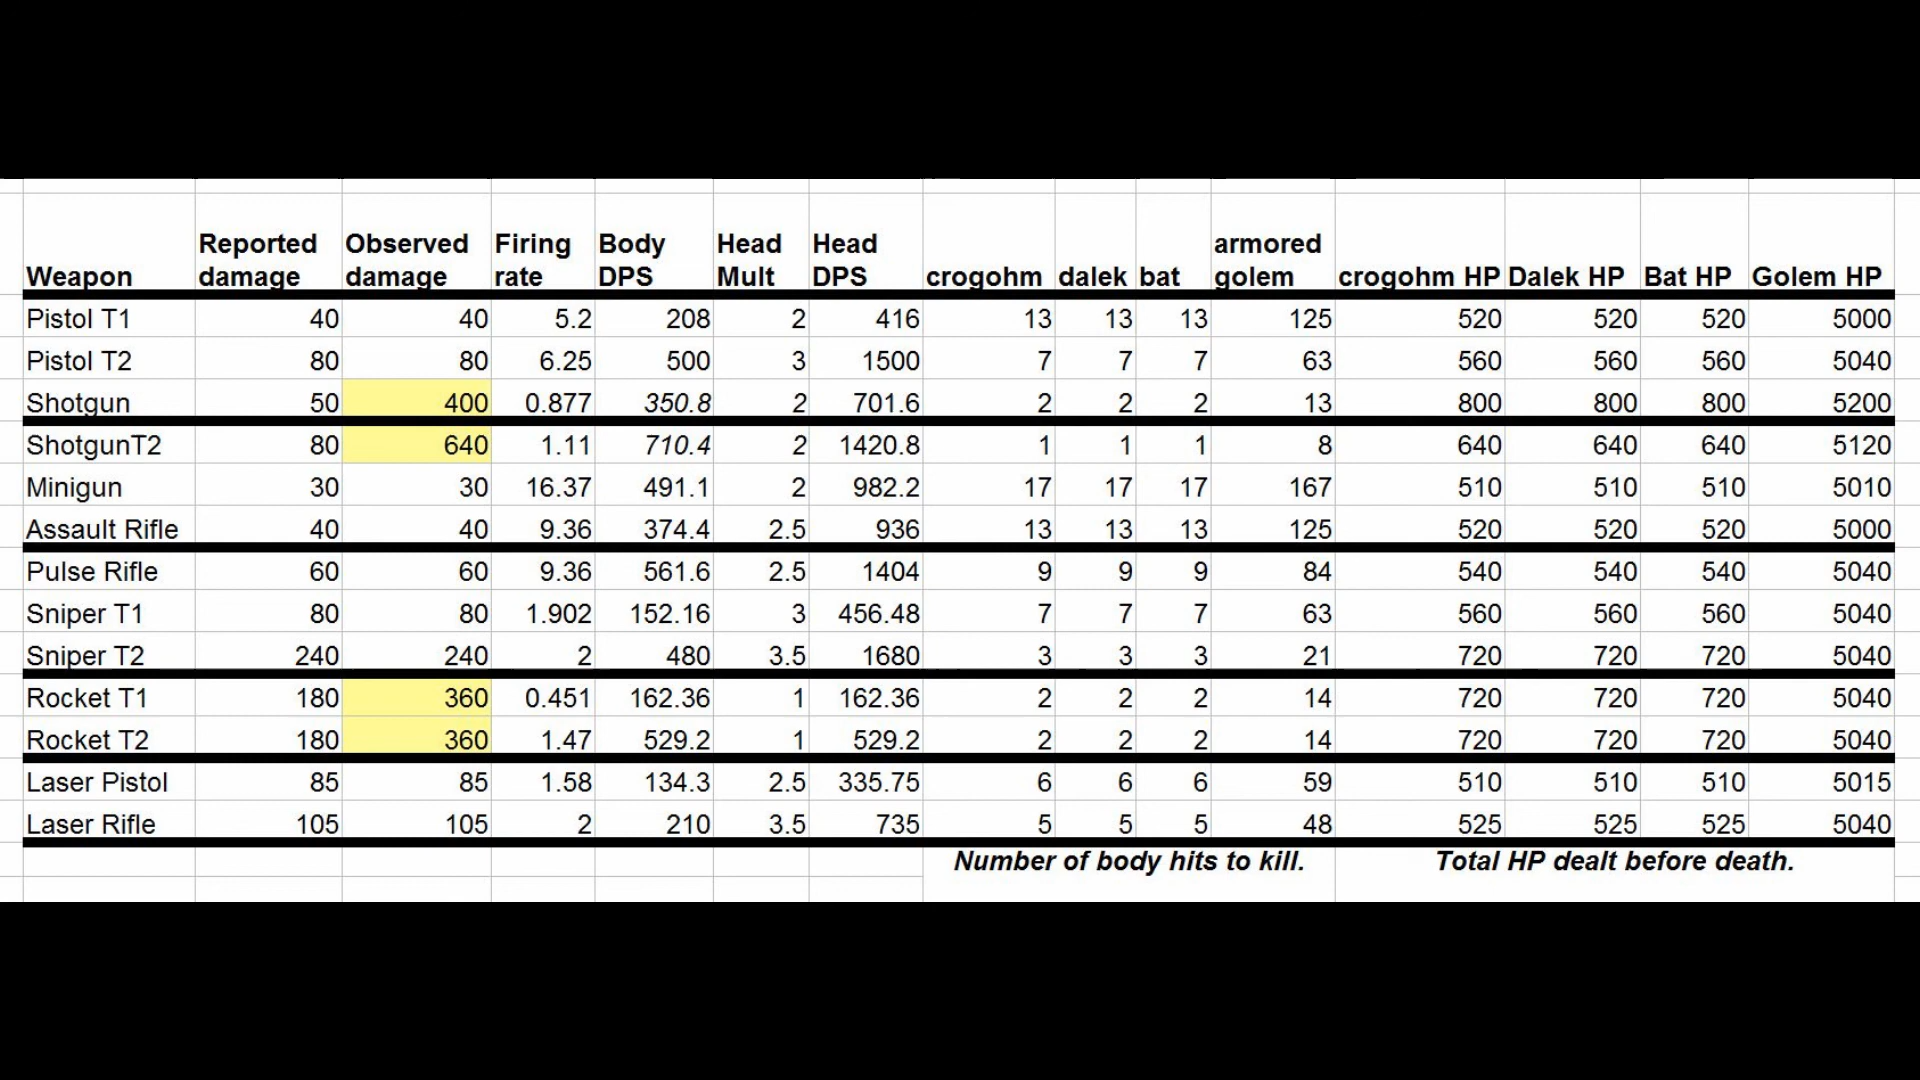 Weapon Reported damage Observed damage Firing rate Body DPS Head Mult Head DPS crogohm dalek bat armored golem crogohm HP Dalek HP Bat HP Golem HP
Pistol T1 40 40 5.2 208 2 416 13 13 13 125 520 520 520 5000
Pistol T2 80 80 6.25 500 3 1500 7 7 7 63 560 560 560 5040
Shotgun 50 400 0.877 350.8 2 701.6 2 2 2 13 800 800 800 5200
ShotgunT2 80 640 1.11 710.4 2 1420.8 1 1 1 8 640 640 640 5120
Minigun 30 30 16.37 491.1 2 982.2 17 17 17 167 510 510 510 5010
Assault Rifle 40 40 9.36 374.4 2.5 936 13 13 13 125 520 520 520 5000
Pulse Rifle 60 60 9.36 561.6 2.5 1404 9 9 9 84 540 540 540 5040
Sniper T1 80 80 1.902 152.16 3 456.48 7 7 7 63 560 560 560 5040
Sniper T2 240 240 2 480 3.5 1680 3 3 3 21 720 720 720 5040
Rocket T1 180 360 0.451 162.36 1 162.36 2 2 2 14 720 720 720 5040
Rocket T2 180 360 1.47 529.2 1 529.2 2 2 2 14 720 720 720 5040
Laser Pistol 85 85 1.58 134.3 2.5 335.75 6 6 6 59 510 510 510 5015
Laser Rifle 105 105 2 210 3.5 735 5 5 5 48 525 525 525 5040
Number of body hits to kill. Total HP dealt before death.